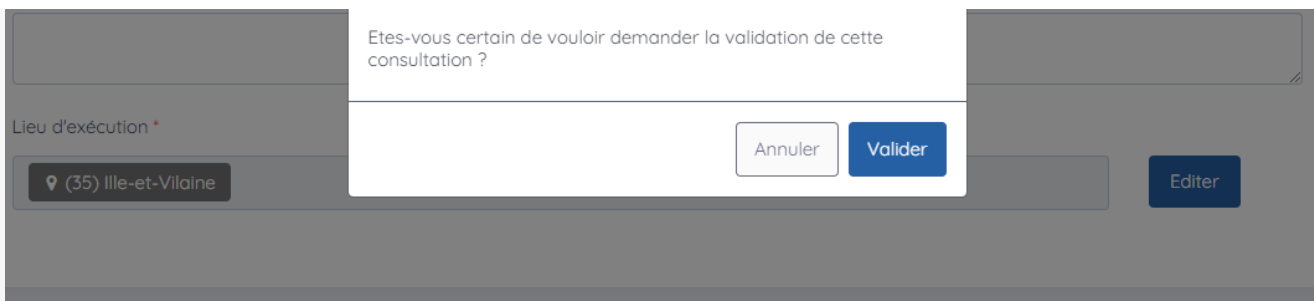 Etes-vous certain de vouloir demander la validation de cette
consultation ?
Lieu d'exécution *
Annuler
Valider
(35) Ille-et-Vilaine
Editer